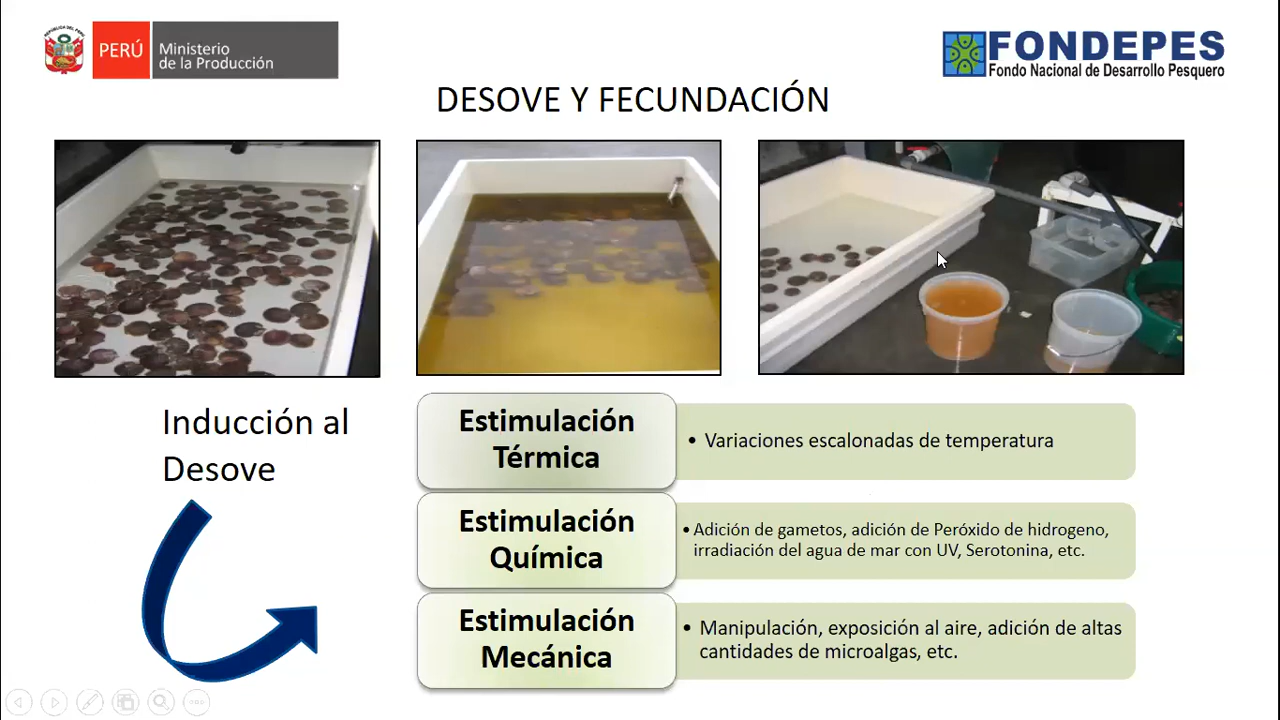 PERÚ
Ministerio
de la Producción
FONDEPES
Fondo Nacional de Desarrollo Pesquero
DESOVE Y FECUNDACIÓN
Inducción al
Desove
Estimulación
Térmica
• Variaciones escalonadas de temperatura
Estimulación
Química
• Adición de gametos, adición de Peróxido de hidrogeno,
irradiación del agua de mar con UV, Serotonina, etc.
Estimulación
Mecánica
• Manipulación, exposición al aire, adición de altas
cantidades de microalgas, etc.